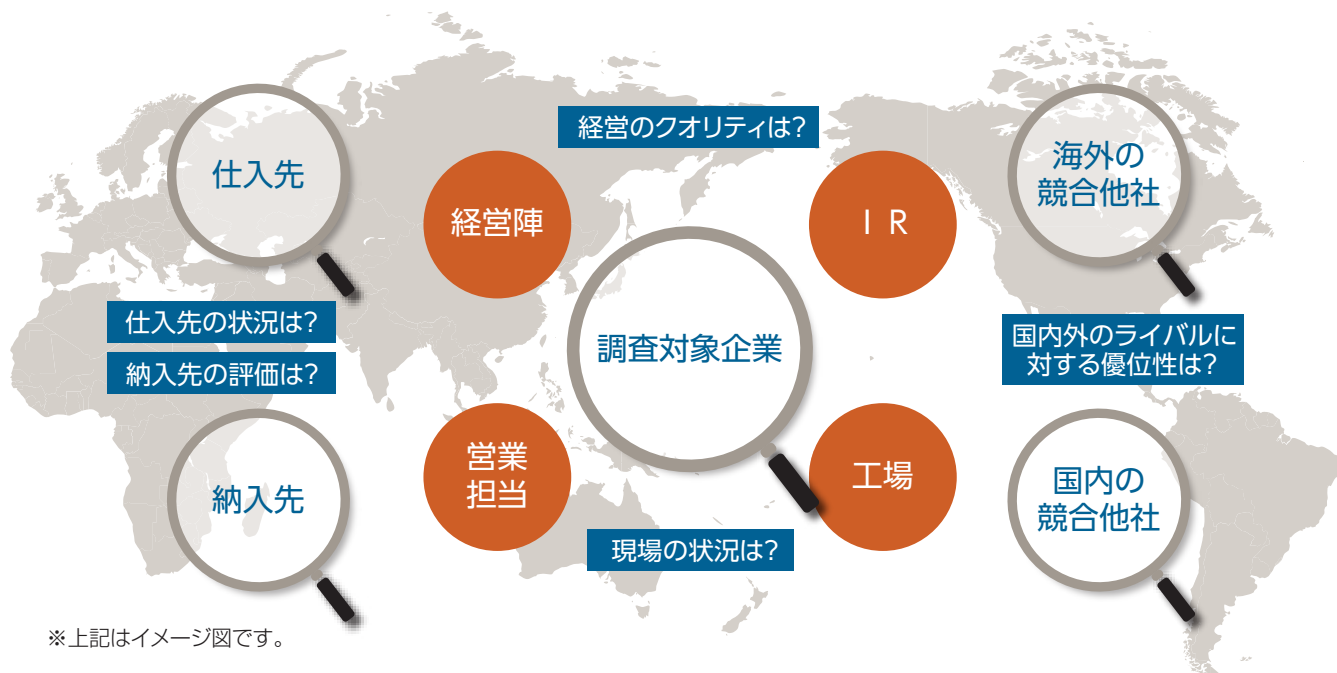 経営のクオリティは?
仕入先
経営陣
I R
海外の
競合他社
仕入先の状況は?
納入先の評価は?
調査対象企業
国内外のライバルに
対する優位性は?
納入先
営業
担当
工場
国内の
競合他社
現場の状況は?
※上記はイメージ図です。